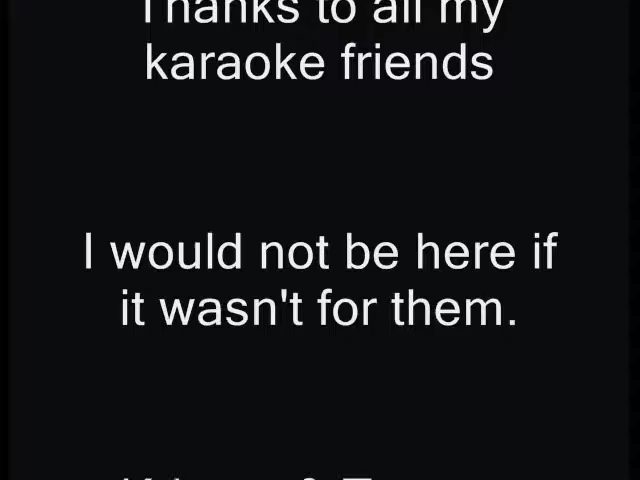 Thanks to all my
karaoke friends
I would not be here if
it wasn't for them.